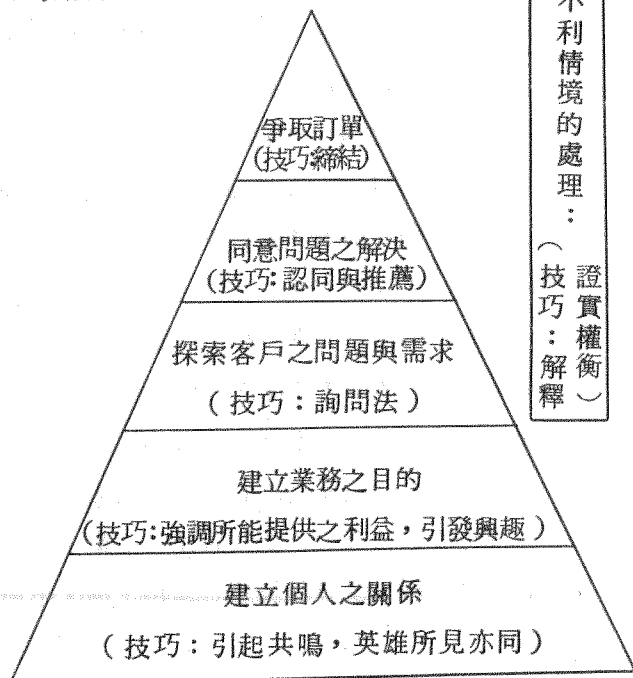 爭取訂單
(技巧:締結)
同意問題之解決
(技巧:認同與推薦)
探索客戶之問題與需求
(技巧：詢問法)
建立業務之目的
(技巧:強調所能提供之利益，引發興趣)
建立個人之關係
(技巧：引起共鳴，英雄所見亦同)
不利情境的處理：
（技巧：解釋
證實權衡）